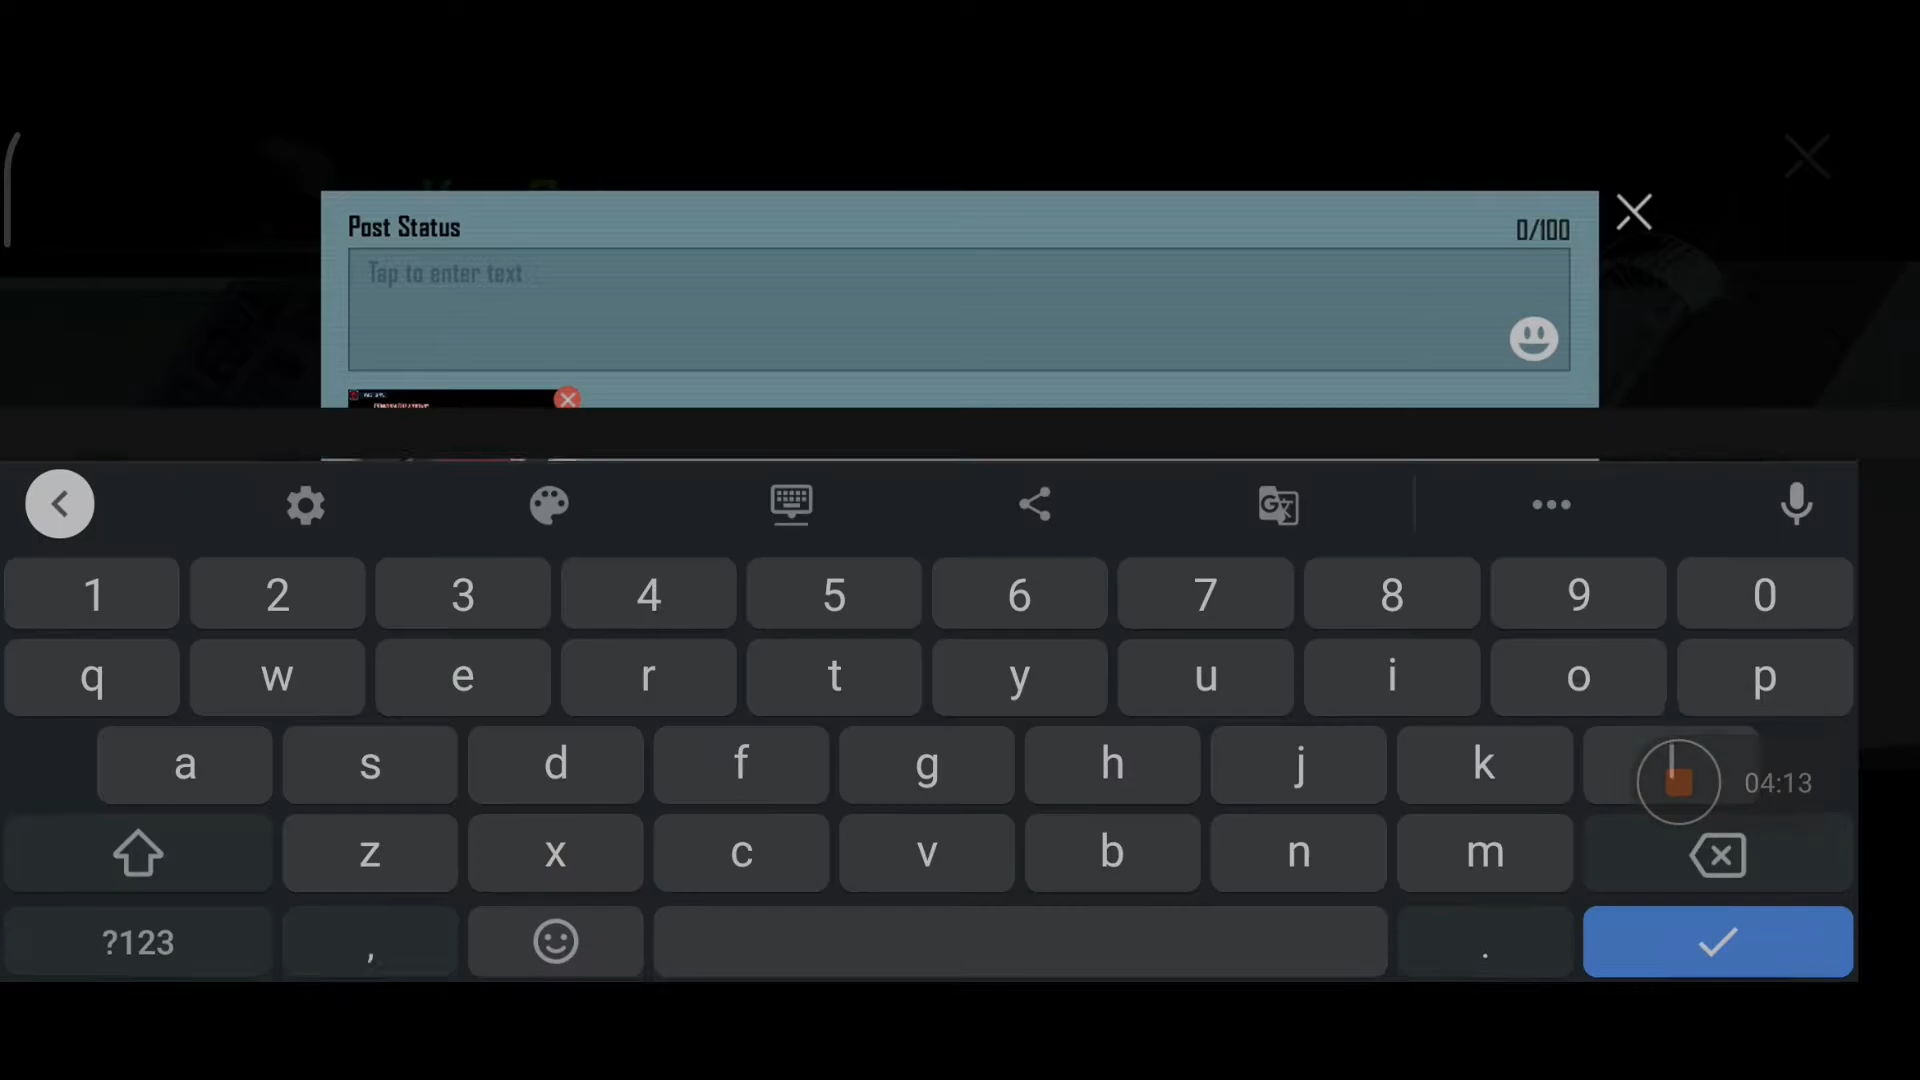 Post Status
0/100
Tap to enter text
1 2 3 4 5 6 7 8 9 0
q w e r t y u i o p
a s d f g h j k l
04:13
z x c v b n m
?123 , .